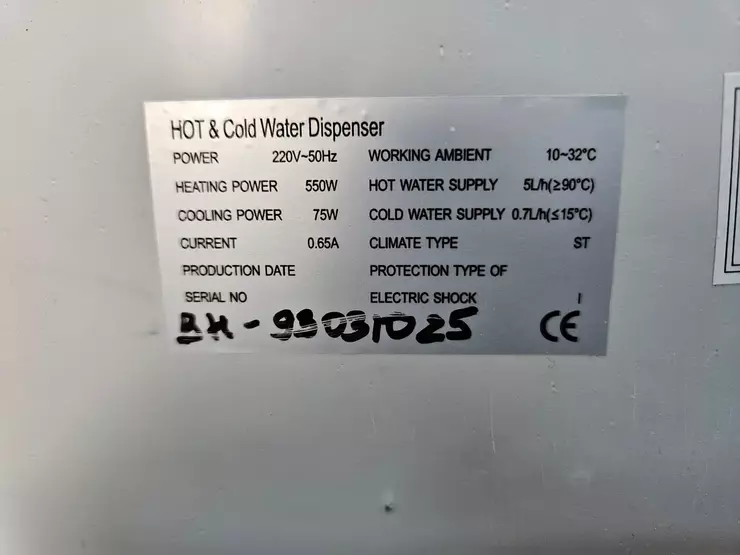 HOT & Cold Water Dispenser
POWER 220V~50Hz WORKING AMBIENT 10~32°C
HEATING POWER 550W HOT WATER SUPPLY 5L/h(≥90°C)
COOLING POWER 75W COLD WATER SUPPLY 0.7L/h(≤15°C)
CURRENT 0.65A CLIMATE TYPE ST
PRODUCTION DATE PROTECTION TYPE OF
SERIAL NO ELECTRIC SHOCK I
93031025 CE